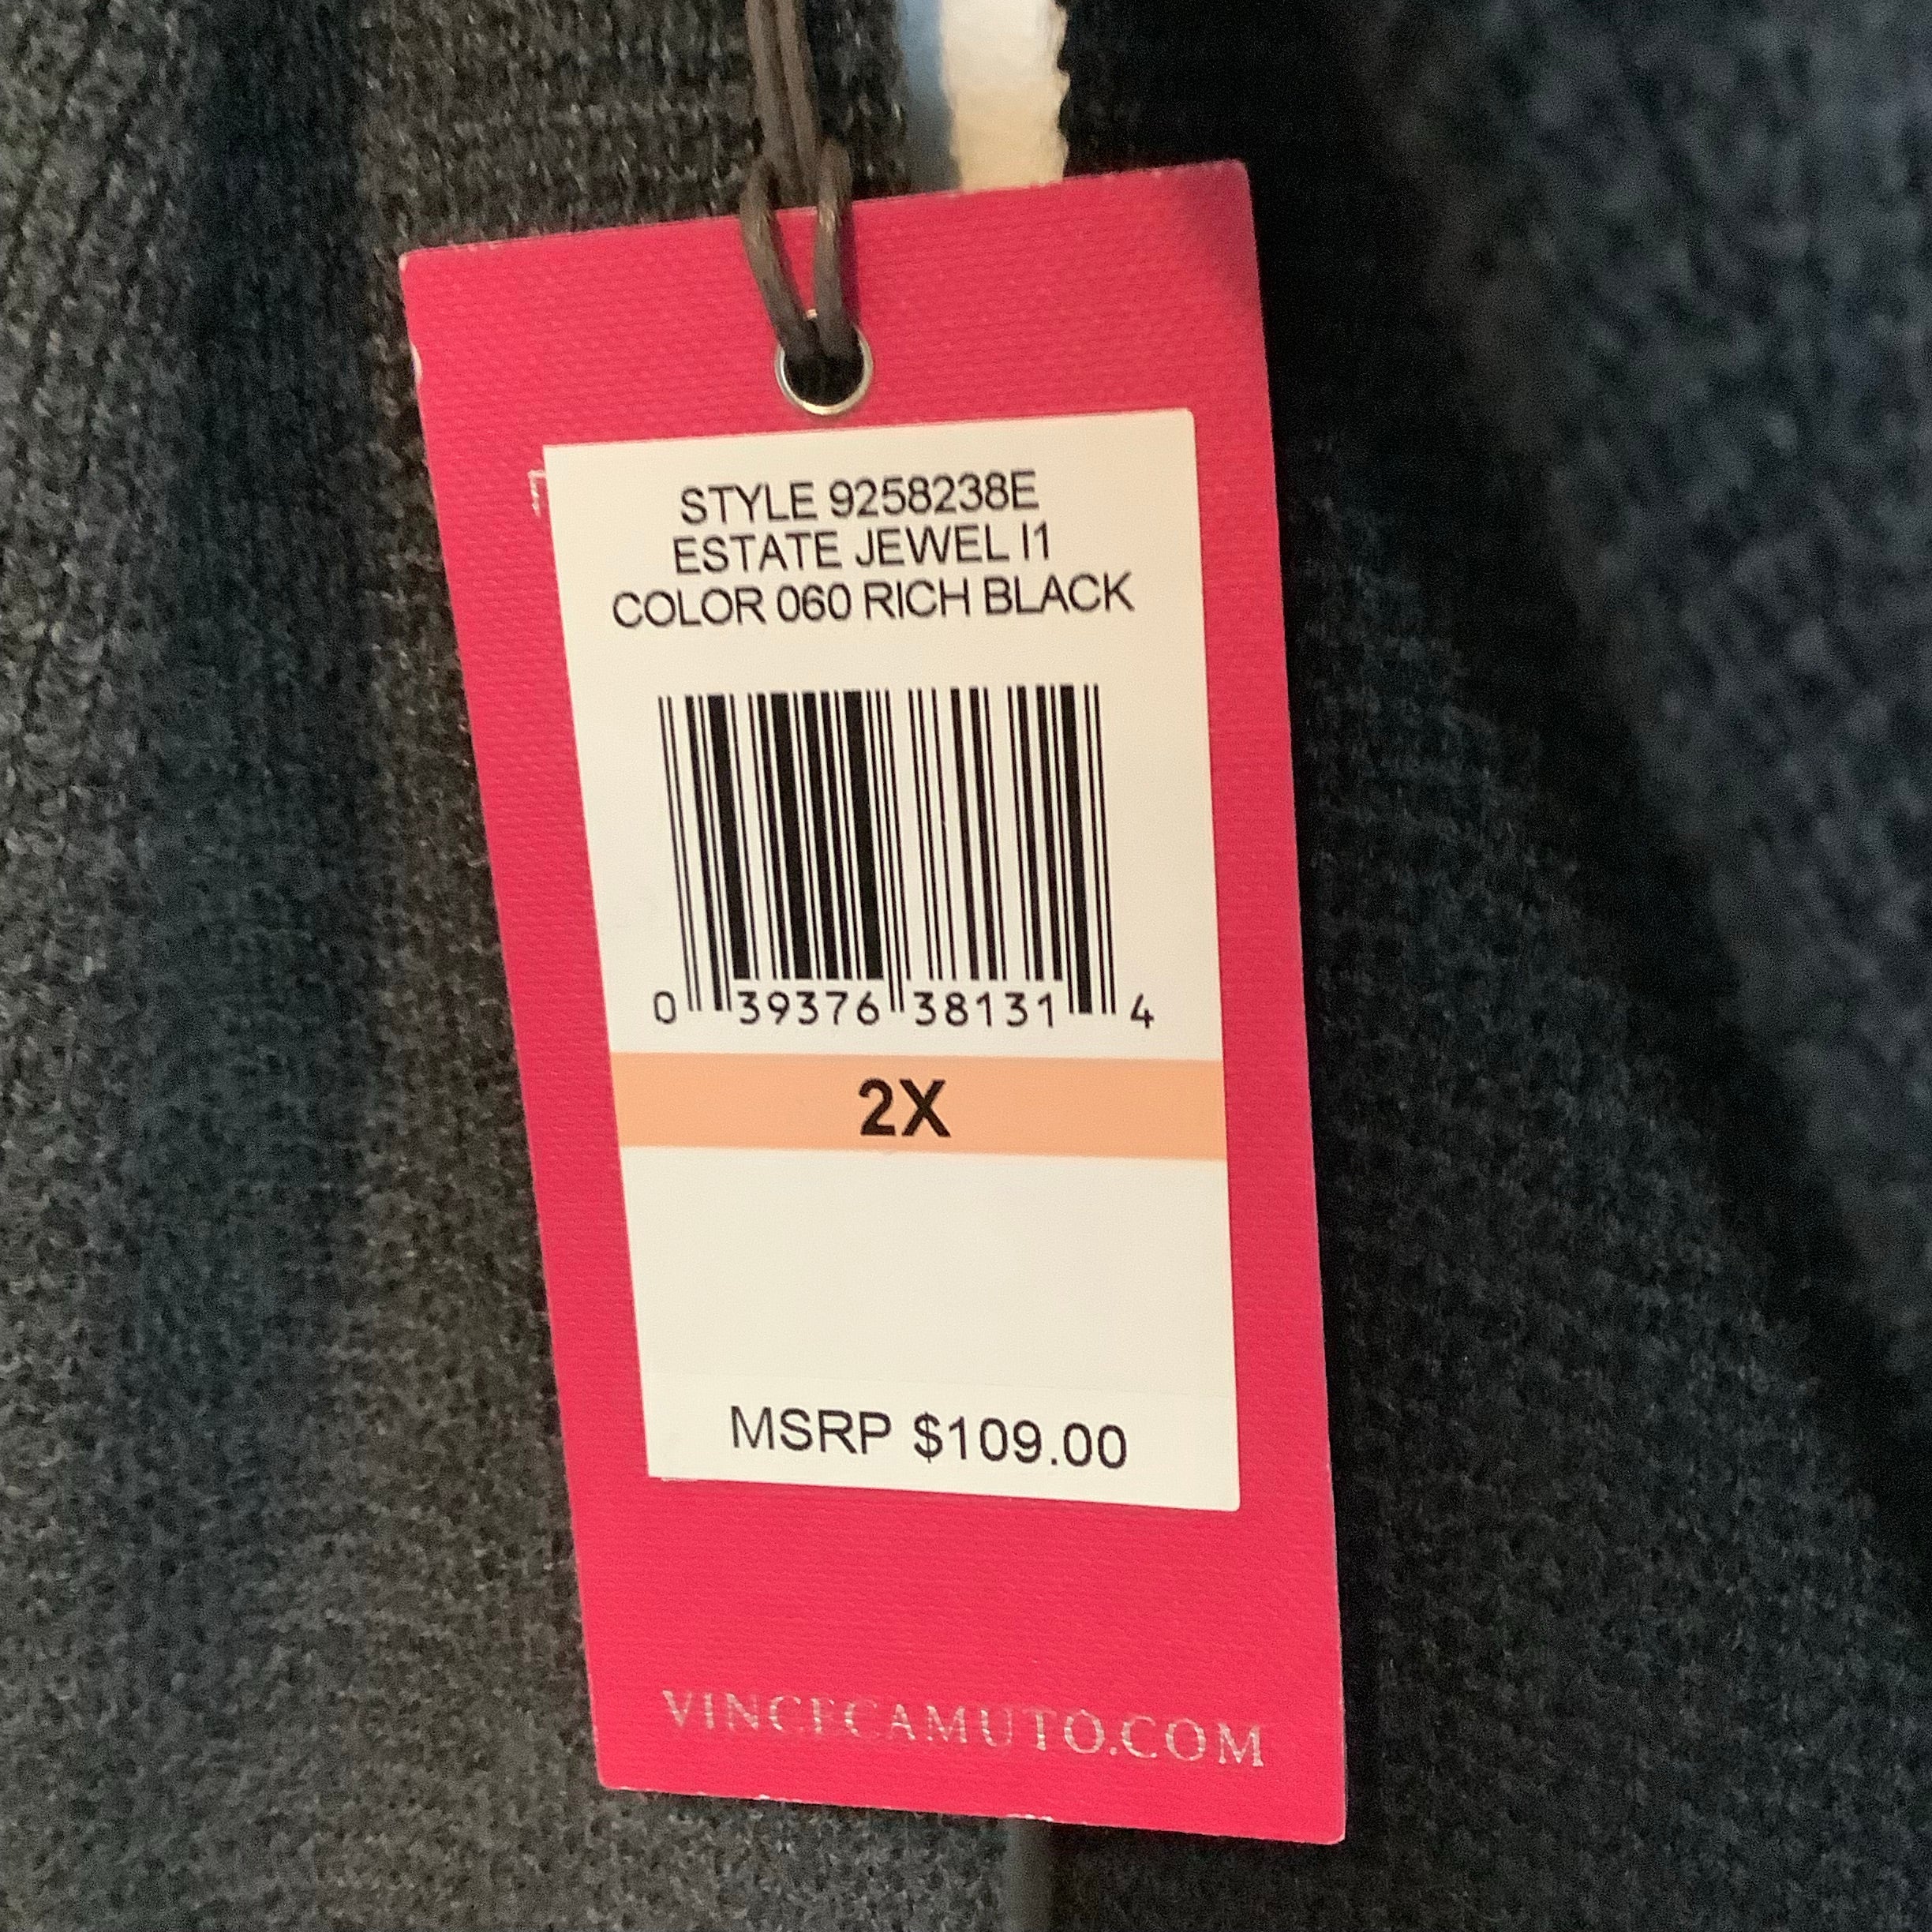 STYLE 9258238E
ESTATE JEWEL I1
COLOR 060 RICH BLACK
0 39376 38131 4
2X
MSRP $109.00
VINCECAMUTO.COM